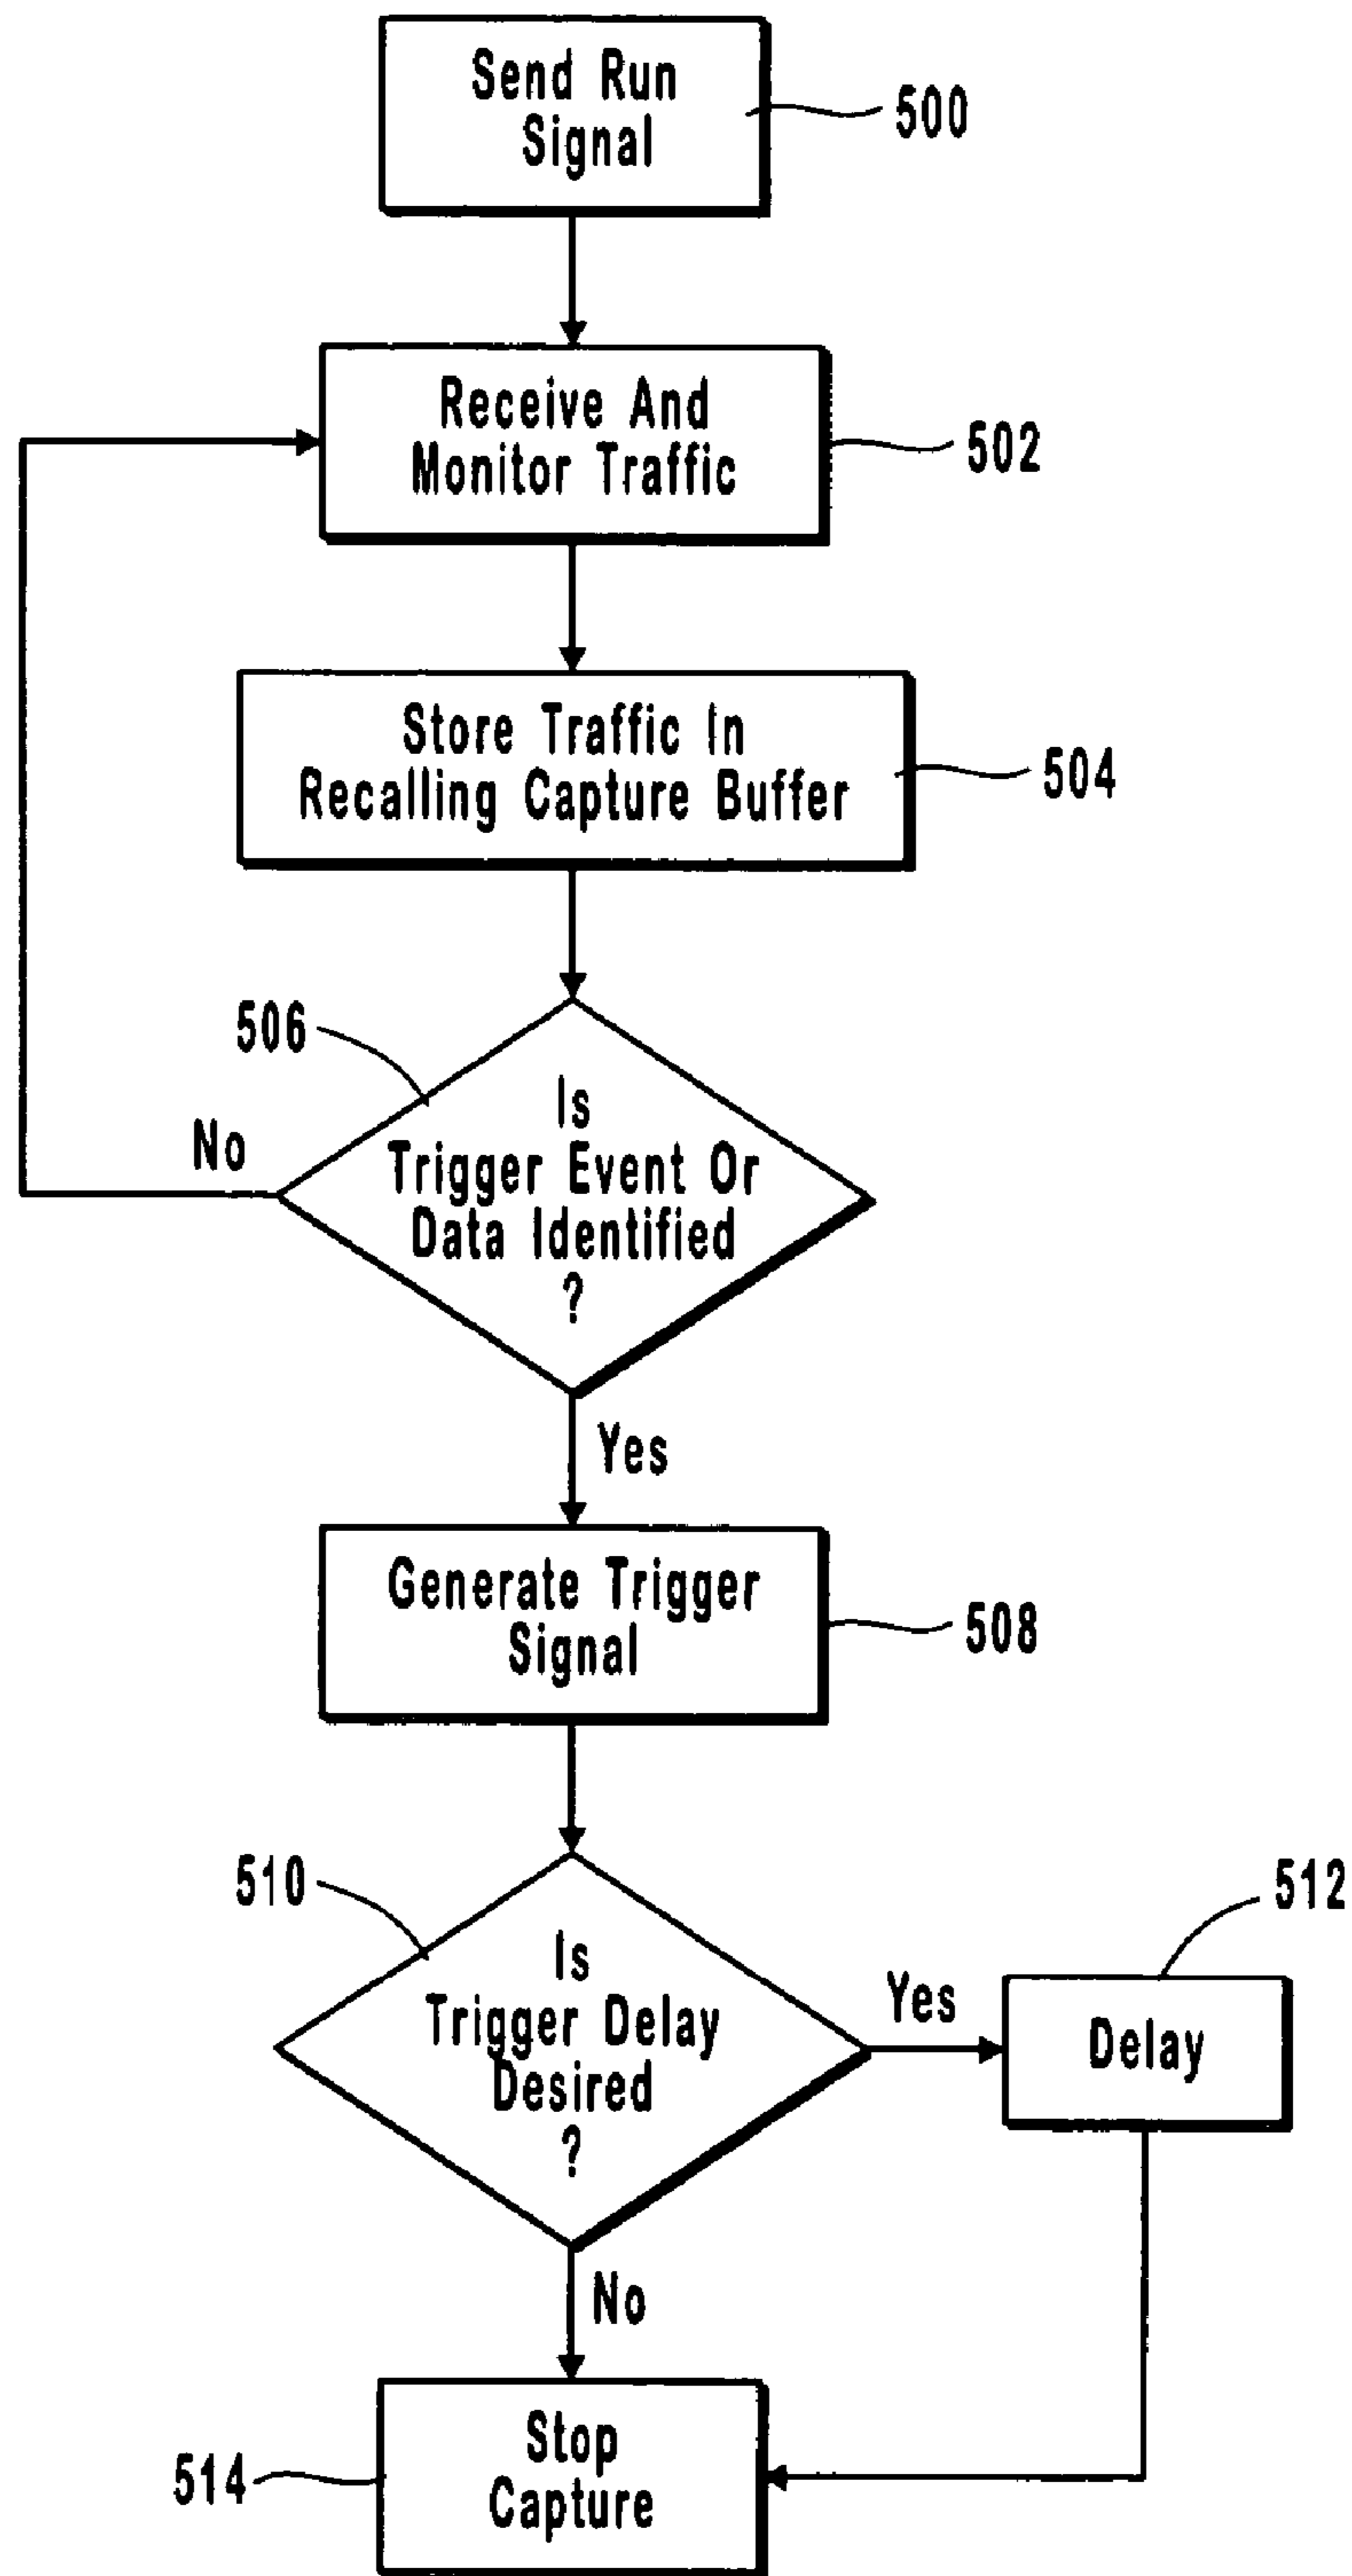 Send Run
Signal
500
Receive And
Monitor Traffic
502
Store Traffic In
Recalling Capture Buffer
504
506
Is
Trigger Event Or
Data Identified
?
No
Yes
Generate Trigger
Signal
508
510
Is
Trigger Delay
Desired
?
Yes
512
Delay
No
Stop
Capture
514